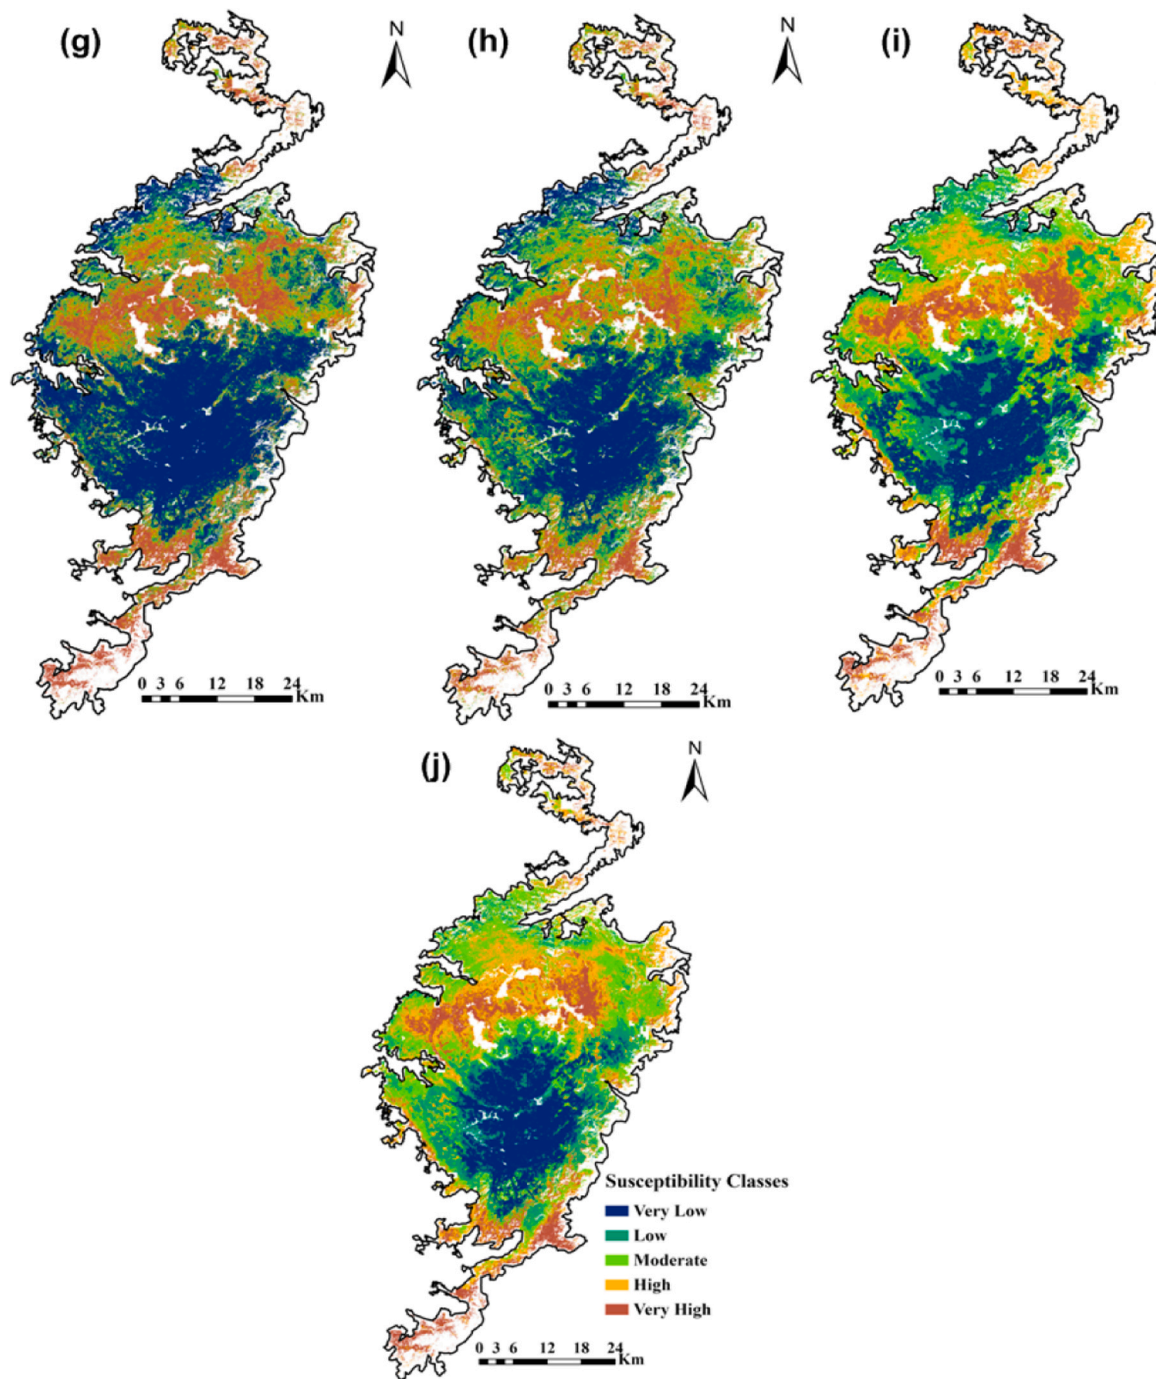 (g) N (h) N (i) N
0 3 6 12 18 24 Km
0 3 6 12 18 24 Km
0 3 6 12 18 24 Km
(j) N
Susceptibility Classes
Very Low
Low
Moderate
High
Very High
0 3 6 12 18 24 Km